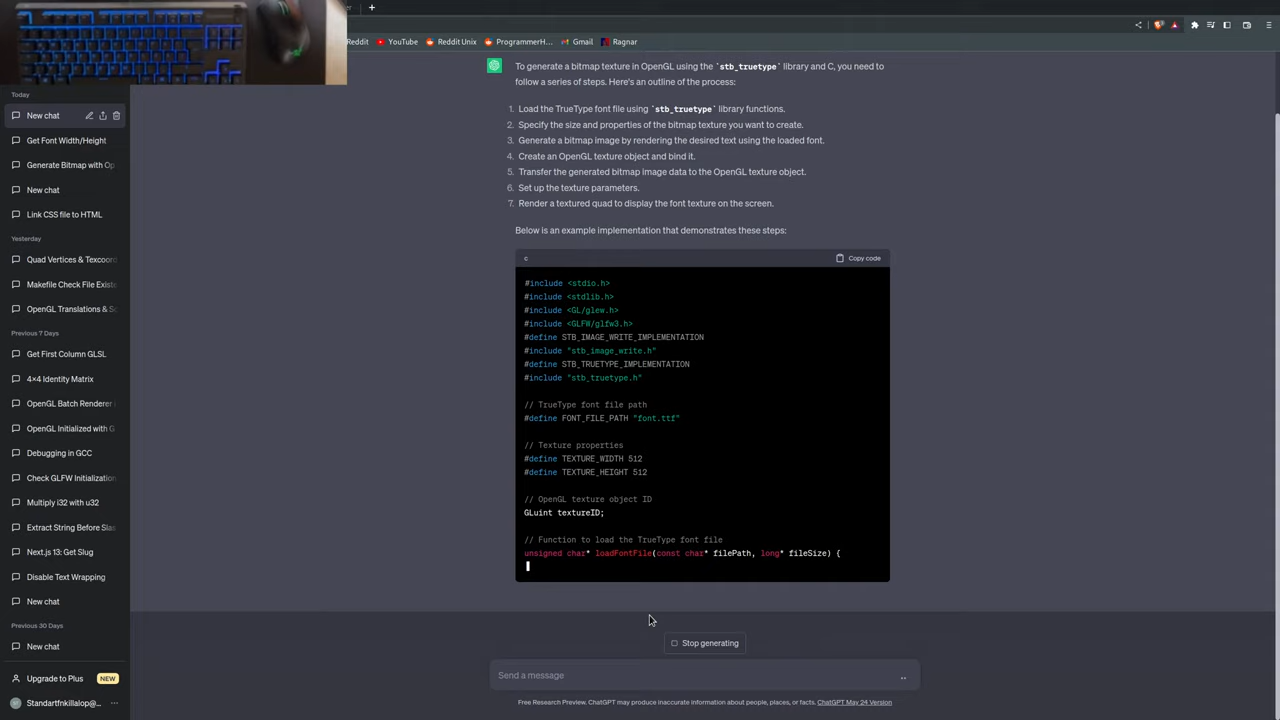 Reddit
YouTube
Reddit Unix
ProgrammerH...
Gmail
Ragnar
Today
New chat
Get Font Width/Height
Generate Bitmap with Op
New chat
Link CSS file to HTML
Yesterday
Quad Vertices & Texcoord
Makefile Check File Existe
OpenGL Translations & Sc
Previous 7 Days
Get First Column GLSL
4×4 Identity Matrix
OpenGL Batch Renderer i
OpenGL Initialized with G
Debugging in GCC
Check GLFW Initialization
Multiply i32 with u32
Extract String Before Slas
Next.js 13: Get Slug
Disable Text Wrapping
New chat
Previous 30 Days
New chat
Upgrade to Plus
NEW
Standartfnkillalop@...
To generate a bitmap texture in OpenGL using the `stb_truetype` library and C, you need to
follow a series of steps. Here's an outline of the process:
1. Load the TrueType font file using `stb_truetype` library functions.
2. Specify the size and properties of the bitmap texture you want to create.
3. Generate a bitmap image by rendering the desired text using the loaded font.
4. Create an OpenGL texture object and bind it.
5. Transfer the generated bitmap image data to the OpenGL texture object.
6. Set up the texture parameters.
7. Render a textured quad to display the font texture on the screen.
Below is an example implementation that demonstrates these steps:
c
Copy code
#include <stdio.h>
#include <stdlib.h>
#include <GL/glew.h>
#include <GLFW/glfw3.h>
#define STB_IMAGE_WRITE_IMPLEMENTATION
#include "stb_image_write.h"
#define STB_TRUETYPE_IMPLEMENTATION
#include "stb_truetype.h"
// TrueType font file path
#define FONT_FILE_PATH "font.ttf"
// Texture properties
#define TEXTURE_WIDTH 512
#define TEXTURE_HEIGHT 512
// OpenGL texture object ID
GLuint textureID;
// Function to load the TrueType font file
unsigned char* loadFontFile(const char* filePath, long* fileSize) {
Stop generating
Send a message
Free Research Preview. ChatGPT may produce inaccurate information about people, places, or facts. ChatGPT May 24 Version